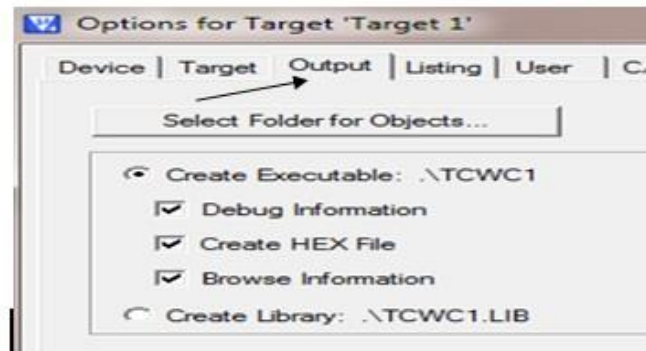 Options for Target 'Target 1'
Device | Target Output | Listing | User | C
Select Folder for Objects...
Create Executable: .\TCWC1
Debug Information
Create HEX File
Browse Information
Create Library: .\TCWC1.LIB